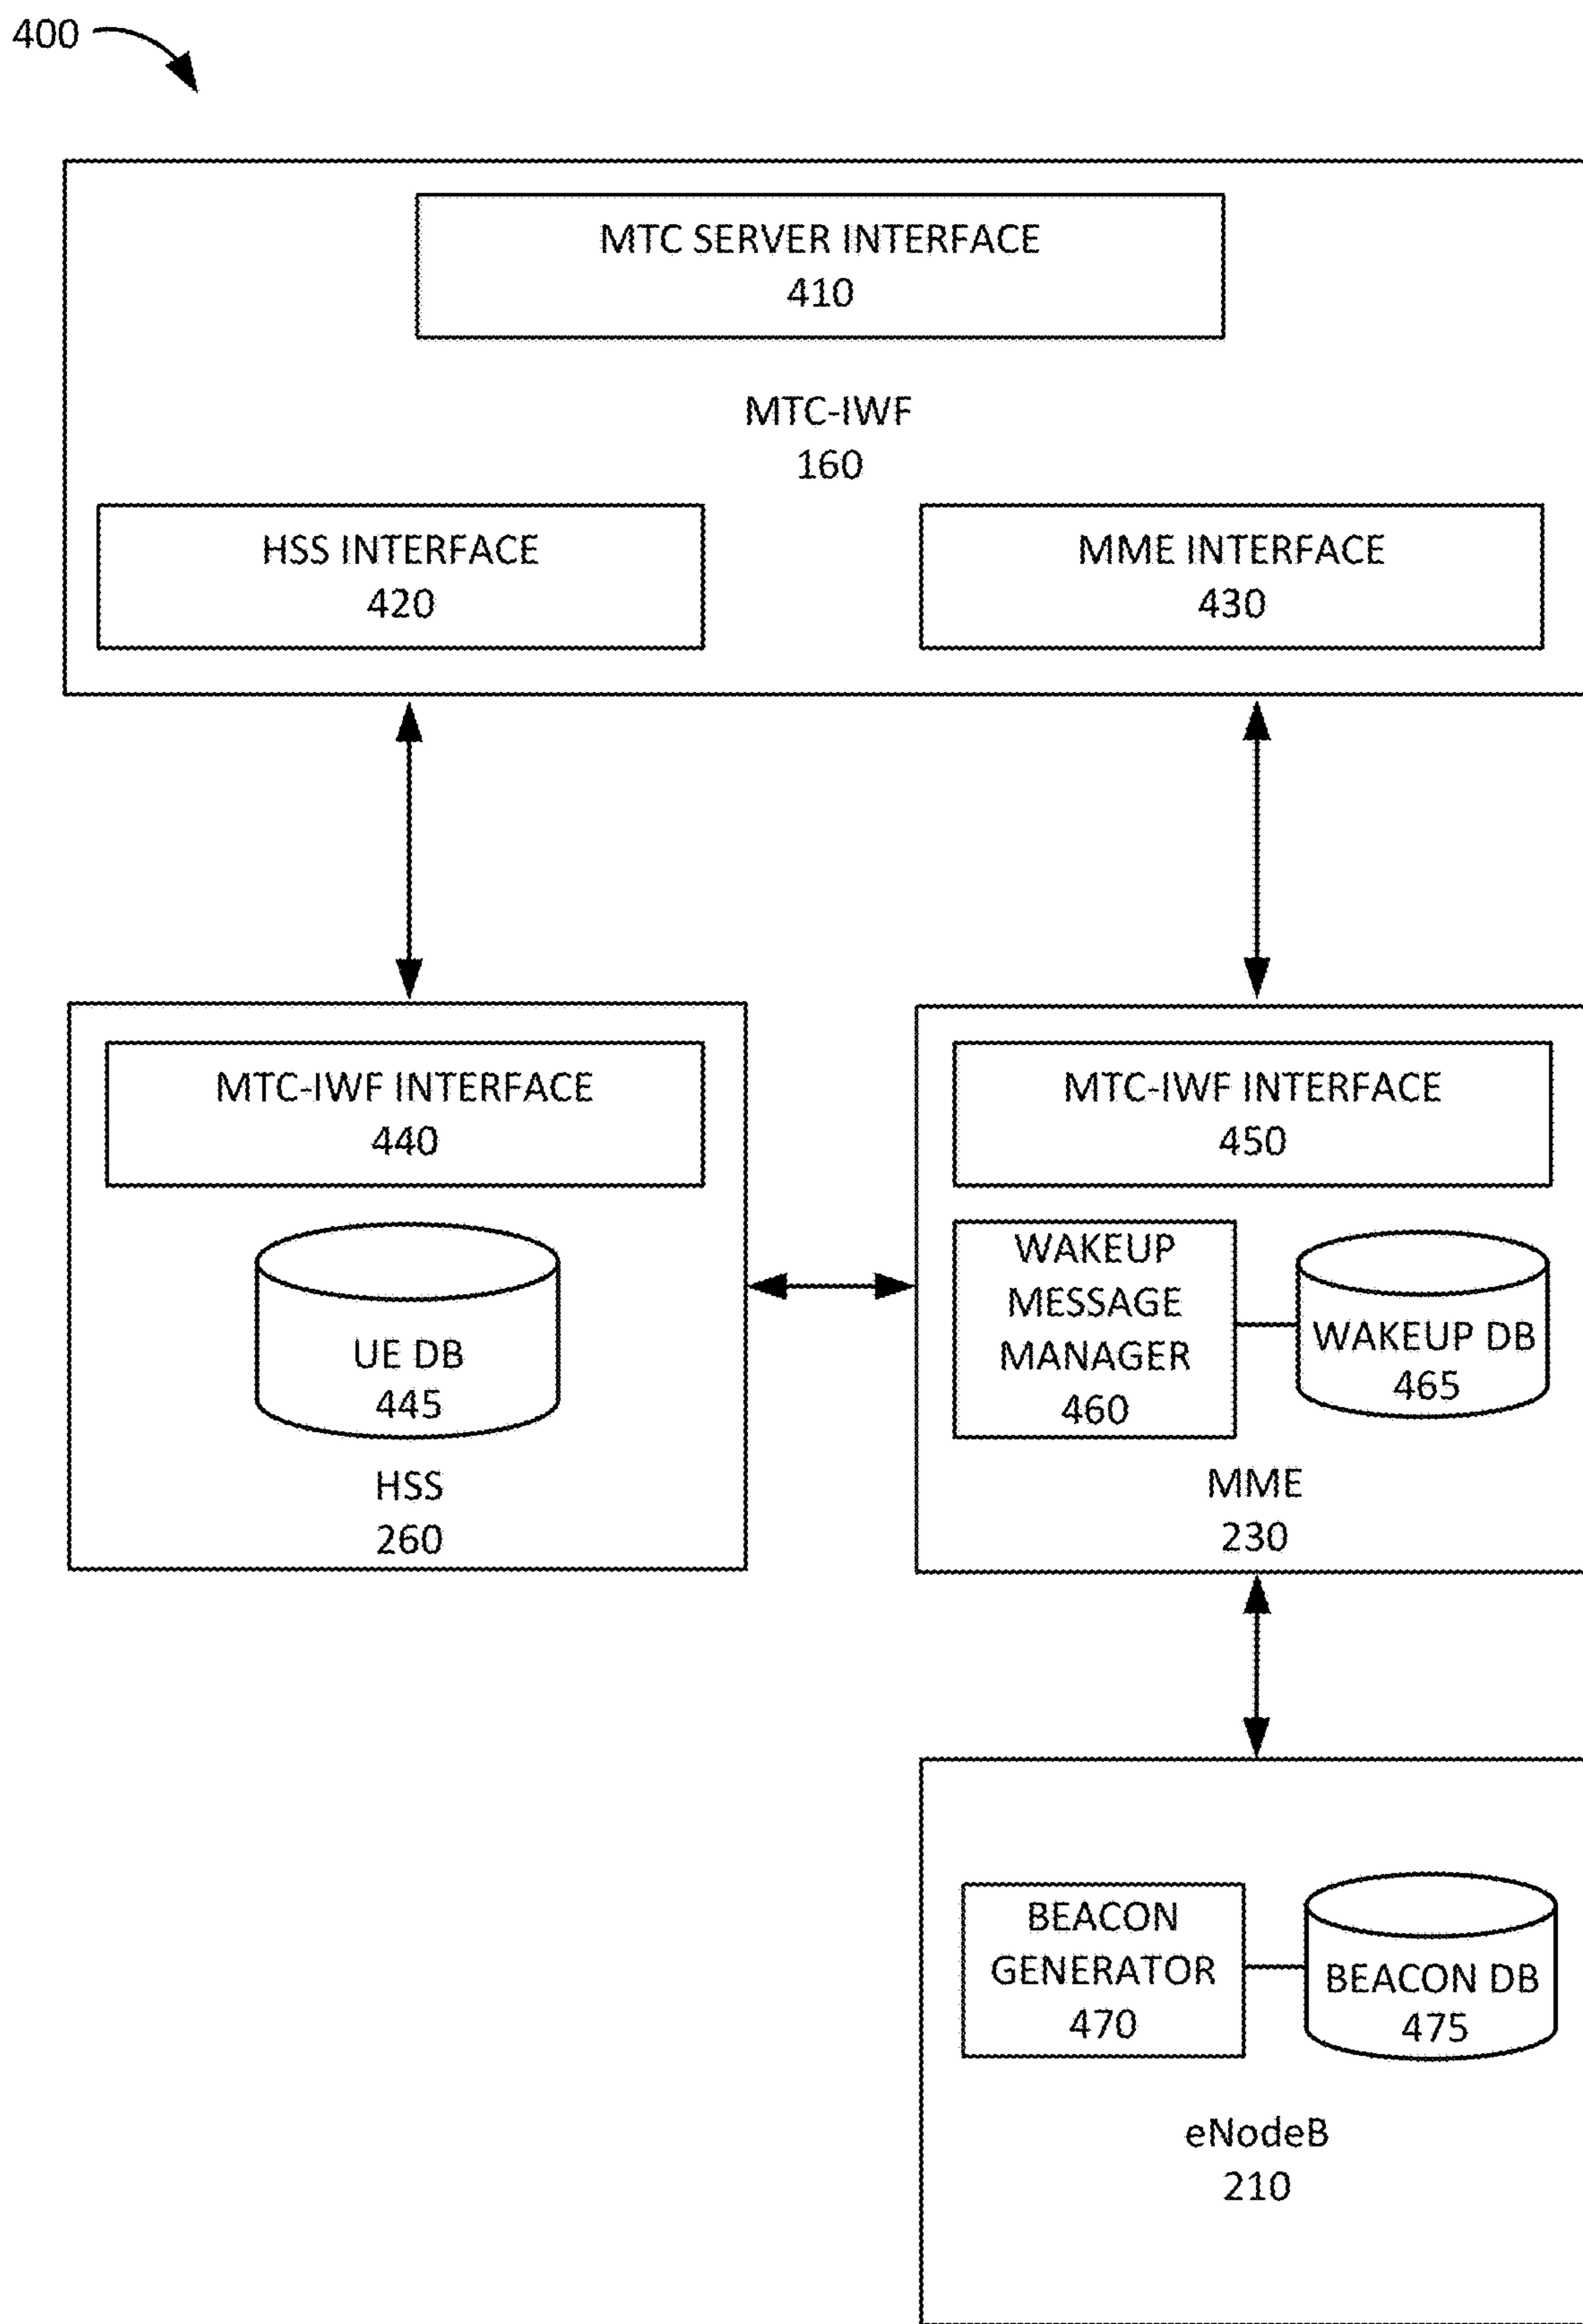 400
MTC SERVER INTERFACE
410
MTC-IWF
160
HSS INTERFACE
420
MME INTERFACE
430
MTC-IWF INTERFACE
440
UE DB
445
HSS
260
MTC-IWF INTERFACE
450
WAKEUP
MESSAGE
MANAGER
460
WAKEUP DB
465
MME
230
BEACON
GENERATOR
470
BEACON DB
475
eNodeB
210